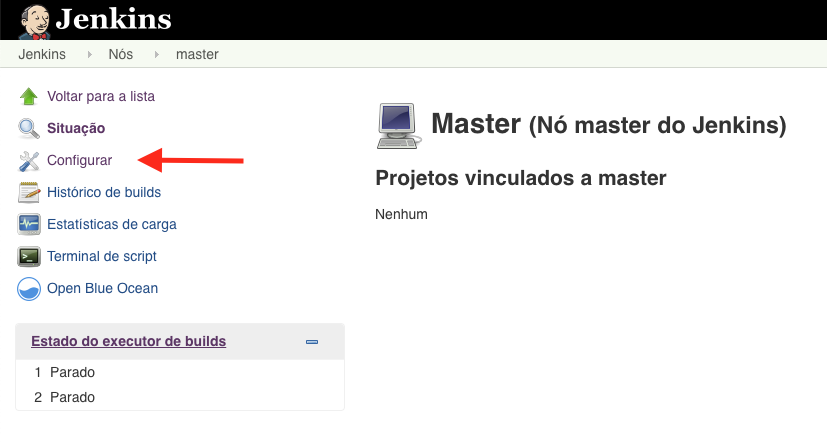 Jenkins
Jenkins Nós master
Voltar para a lista
Situação
Configurar
Histórico de builds
Estatísticas de carga
Terminal de script
Open Blue Ocean
Estado do executor de builds
1 Parado
2 Parado
Master (Nó master do Jenkins)
Projetos vinculados a master
Nenhum